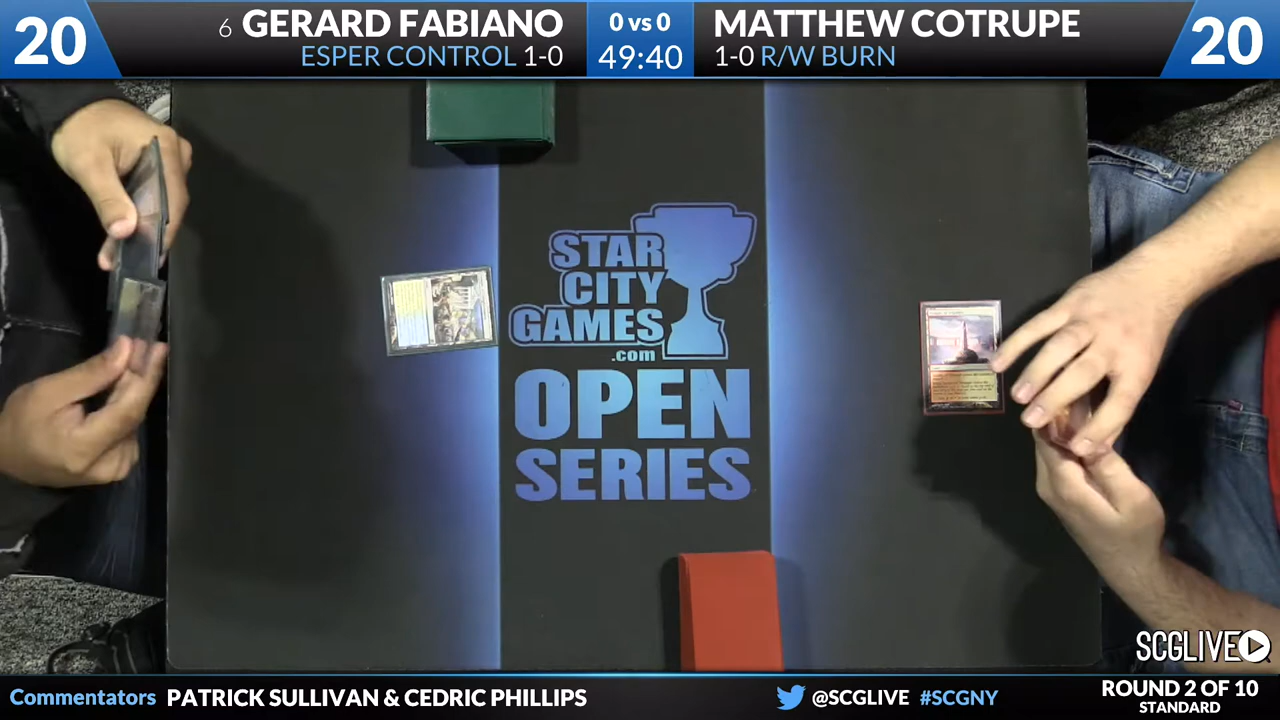 20
6 GERARD FABIANO
ESPER CONTROL 1-0
0 vs 0
49:40
MATTHEW COTRUPE
1-0 R/W BURN
20
STAR
CITY
GAMES
.com
OPEN
SERIES
SCGLIVE
Commentators PATRICK SULLIVAN & CEDRIC PHILLIPS
@SCGLIVE #SCGNY
ROUND 2 OF 10
STANDARD